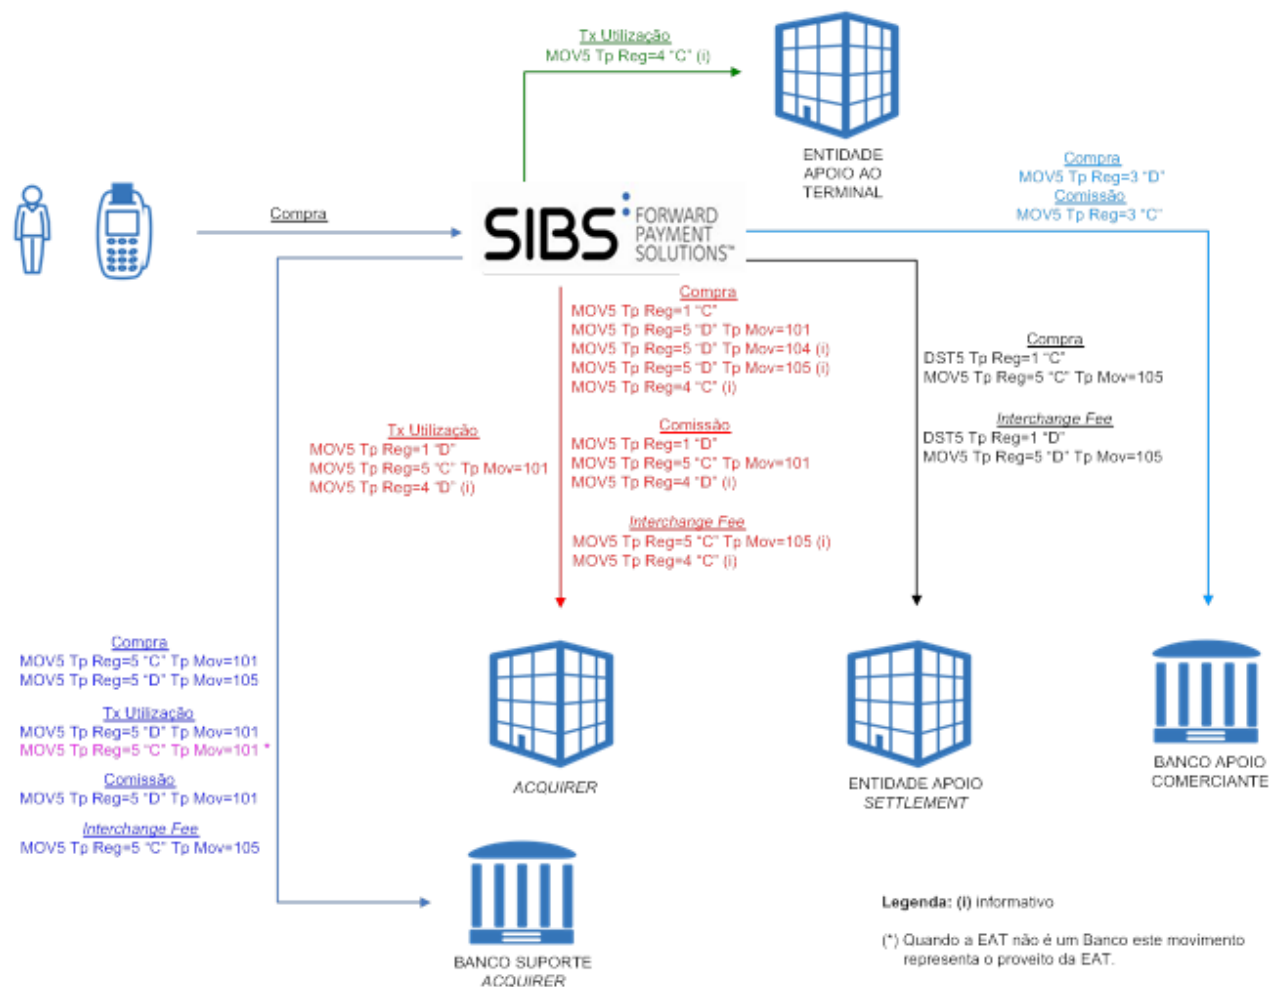 Tx Utilização
MOV5 Tp Reg=4 “C” (i)
ENTIDADE
APOIO AO
TERMINAL
Compra
MOV5 Tp Reg=3 “D”
Comissão
MOV5 Tp Reg=3 “C”
Compra
SIBS FORWARD
PAYMENT
SOLUTIONS™
Compra
MOV5 Tp Reg=1 “C”
MOV5 Tp Reg=5 “D” Tp Mov=101
MOV5 Tp Reg=5 “D” Tp Mov=104 (i)
MOV5 Tp Reg=5 “D” Tp Mov=105 (i)
MOV5 Tp Reg=4 “C” (i)
Compra
DST5 Tp Reg=1 “C”
MOV5 Tp Reg=5 “C” Tp Mov=105
Tx Utilização
MOV5 Tp Reg=1 “D”
MOV5 Tp Reg=5 “C” Tp Mov=101
MOV5 Tp Reg=4 “D” (i)
Comissão
MOV5 Tp Reg=1 “D”
MOV5 Tp Reg=5 “C” Tp Mov=101
MOV5 Tp Reg=4 “D” (i)
Interchange Fee
DST5 Tp Reg=1 “D”
MOV5 Tp Reg=5 “D” Tp Mov=105
Interchange Fee
MOV5 Tp Reg=5 “C” Tp Mov=105 (i)
MOV5 Tp Reg=4 “C” (i)
Compra
MOV5 Tp Reg=5 “C” Tp Mov=101
MOV5 Tp Reg=5 “D” Tp Mov=105
Tx Utilização
MOV5 Tp Reg=5 “D” Tp Mov=101
MOV5 Tp Reg=5 “C” Tp Mov=101 *
Comissão
MOV5 Tp Reg=5 “D” Tp Mov=101
Interchange Fee
MOV5 Tp Reg=5 “C” Tp Mov=105
ACQUIRER
ENTIDADE APOIO
SETTLEMENT
BANCO APOIO
COMERCIANTE
BANCO SUPORTE
ACQUIRER
Legenda: (i) informativo
(*) Quando a EAT não é um Banco este movimento
representa o proveito da EAT.